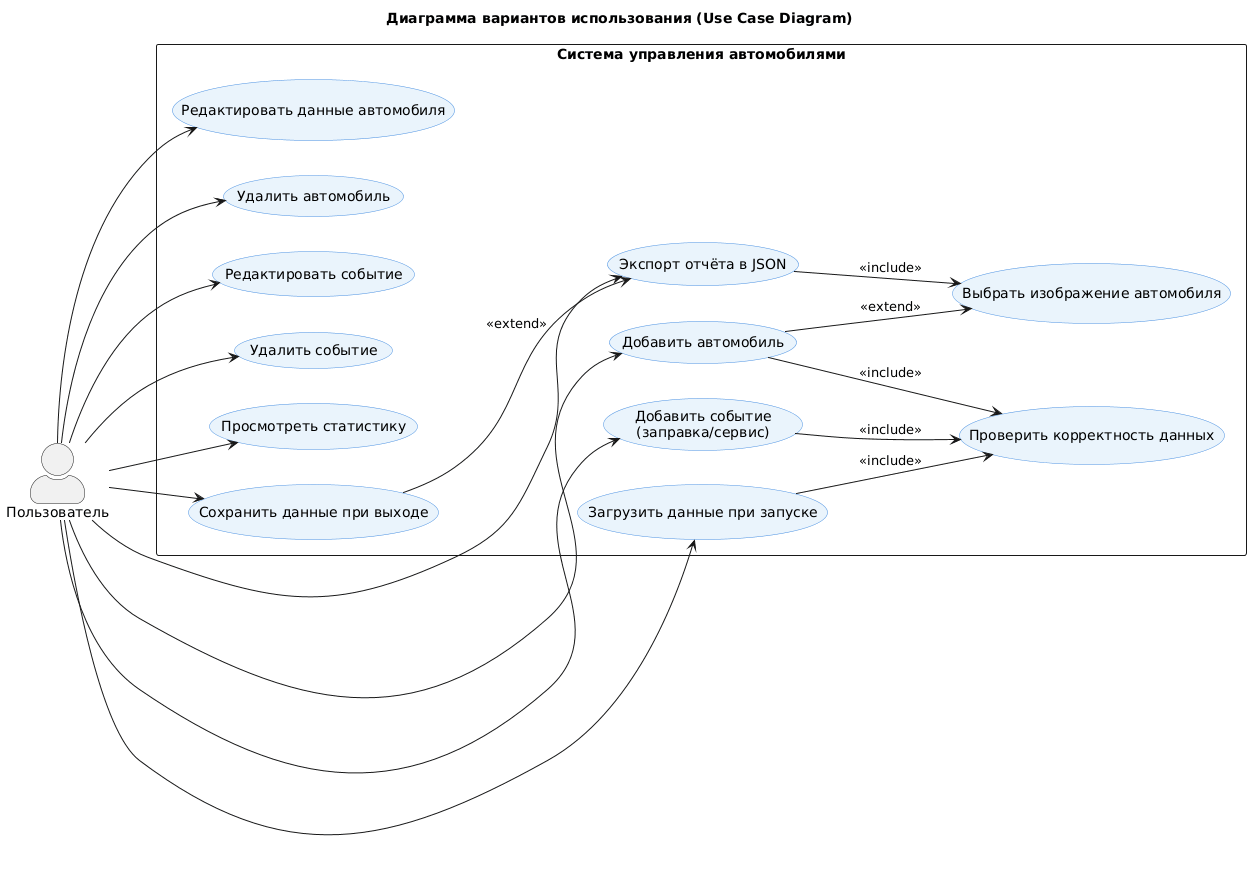 Диаграмма вариантов использования (Use Case Diagram)
Система управления автомобилями
Редактировать данные автомобиля
Удалить автомобиль
Редактировать событие
Удалить событие
Просмотреть статистику
Сохранить данные при выходе
Пользователь
«extend»
Экспорт отчёта в JSON
Добавить автомобиль
Добавить событие
(заправка/сервис)
Загрузить данные при запуске
«include»
«extend»
«include»
«include»
«include»
Выбрать изображение автомобиля
Проверить корректность данных